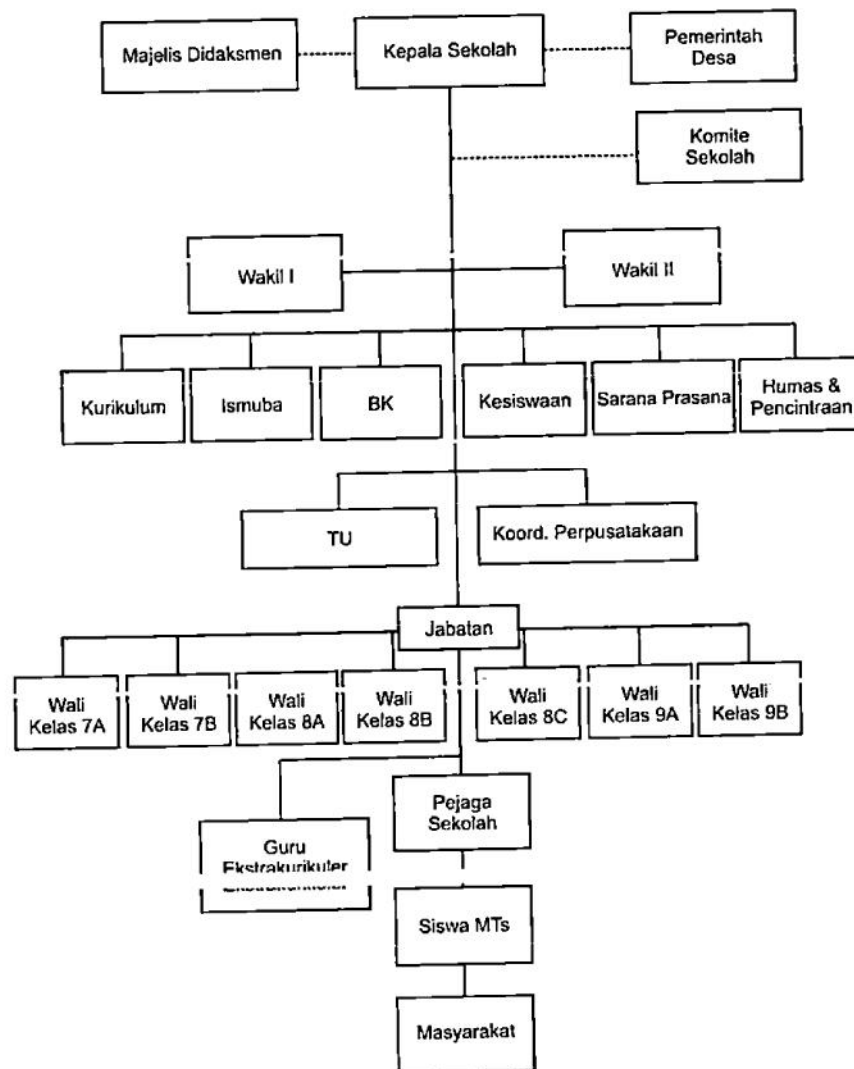 Majelis Didaksmen
Kepala Sekolah
Pemerintah
Desa
Komite
Sekolah
Wakil I
Wakil II
Kurikulum
Ismuba
BK
Kesiswaan
Sarana Prasana
Humas &
Pencintraan
TU
Koord. Perpusatakaan
Jabatan
Wali
Kelas 7A
Wali
Kelas 7B
Wali
Kelas 8A
Wali
Kelas 8B
Wali
Kelas 8C
Wali
Kelas 9A
Wali
Kelas 9B
Guru
Ekstrakurikuler
Pejaga
Sekolah
Siswa MTs
Masyarakat